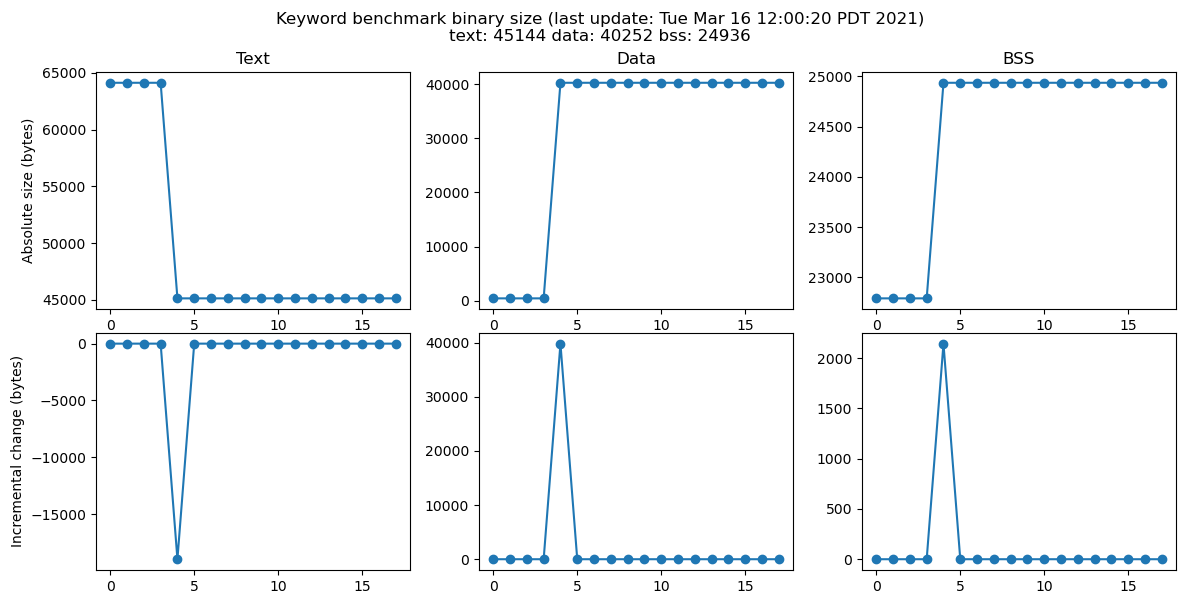 Keyword benchmark binary size (last update: Tue Mar 16 12:00:20 PDT 2021)
text: 45144 data: 40252 bss: 24936
Text
Data
BSS
Absolute size (bytes)
65000
60000
55000
50000
45000
0 5 10 15
40000
30000
20000
10000
0
0 5 10 15
25000
24500
24000
23500
23000
0 5 10 15
Incremental change (bytes)
0
−5000
−10000
−15000
0 5 10 15
40000
30000
20000
10000
0
0 5 10 15
2000
1500
1000
500
0
0 5 10 15